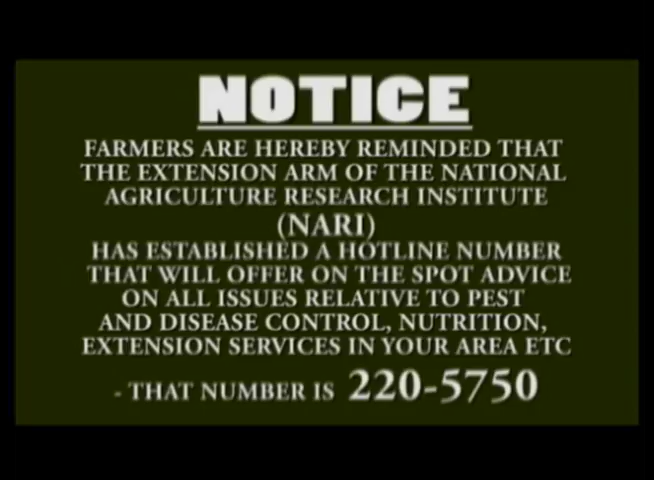 NOTICE
FARMERS ARE HEREBY REMINDED THAT
THE EXTENSION ARM OF THE NATIONAL
AGRICULTURE RESEARCH INSTITUTE
(NARI)
HAS ESTABLISHED A HOTLINE NUMBER
THAT WILL OFFER ON THE SPOT ADVICE
ON ALL ISSUES RELATIVE TO PEST
AND DISEASE CONTROL, NUTRITION,
EXTENSION SERVICES IN YOUR AREA ETC
- THAT NUMBER IS 220-5750